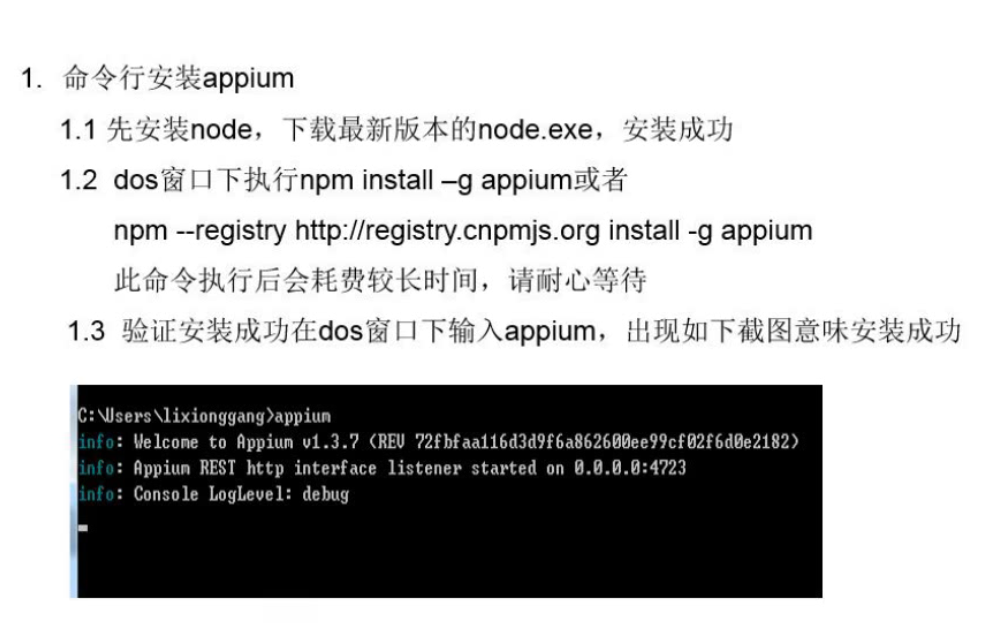 1. 命令行安装appium
1.1 先安装node，下载最新版本的node.exe，安装成功
1.2 dos窗口下执行npm install –g appium或者
npm --registry http://registry.cnpmjs.org install -g appium
此命令执行后会耗费较长时间，请耐心等待
1.3 验证安装成功在dos窗口下输入appium，出现如下截图意味安装成功
C:\Users\lixionggang>appium
info: Welcome to Appium v1.3.7 (REV 72fbfaa116d3d9f6a862600ee99cf02f6d0e2182)
info: Appium REST http interface listener started on 0.0.0.0:4723
info: Console LogLevel: debug